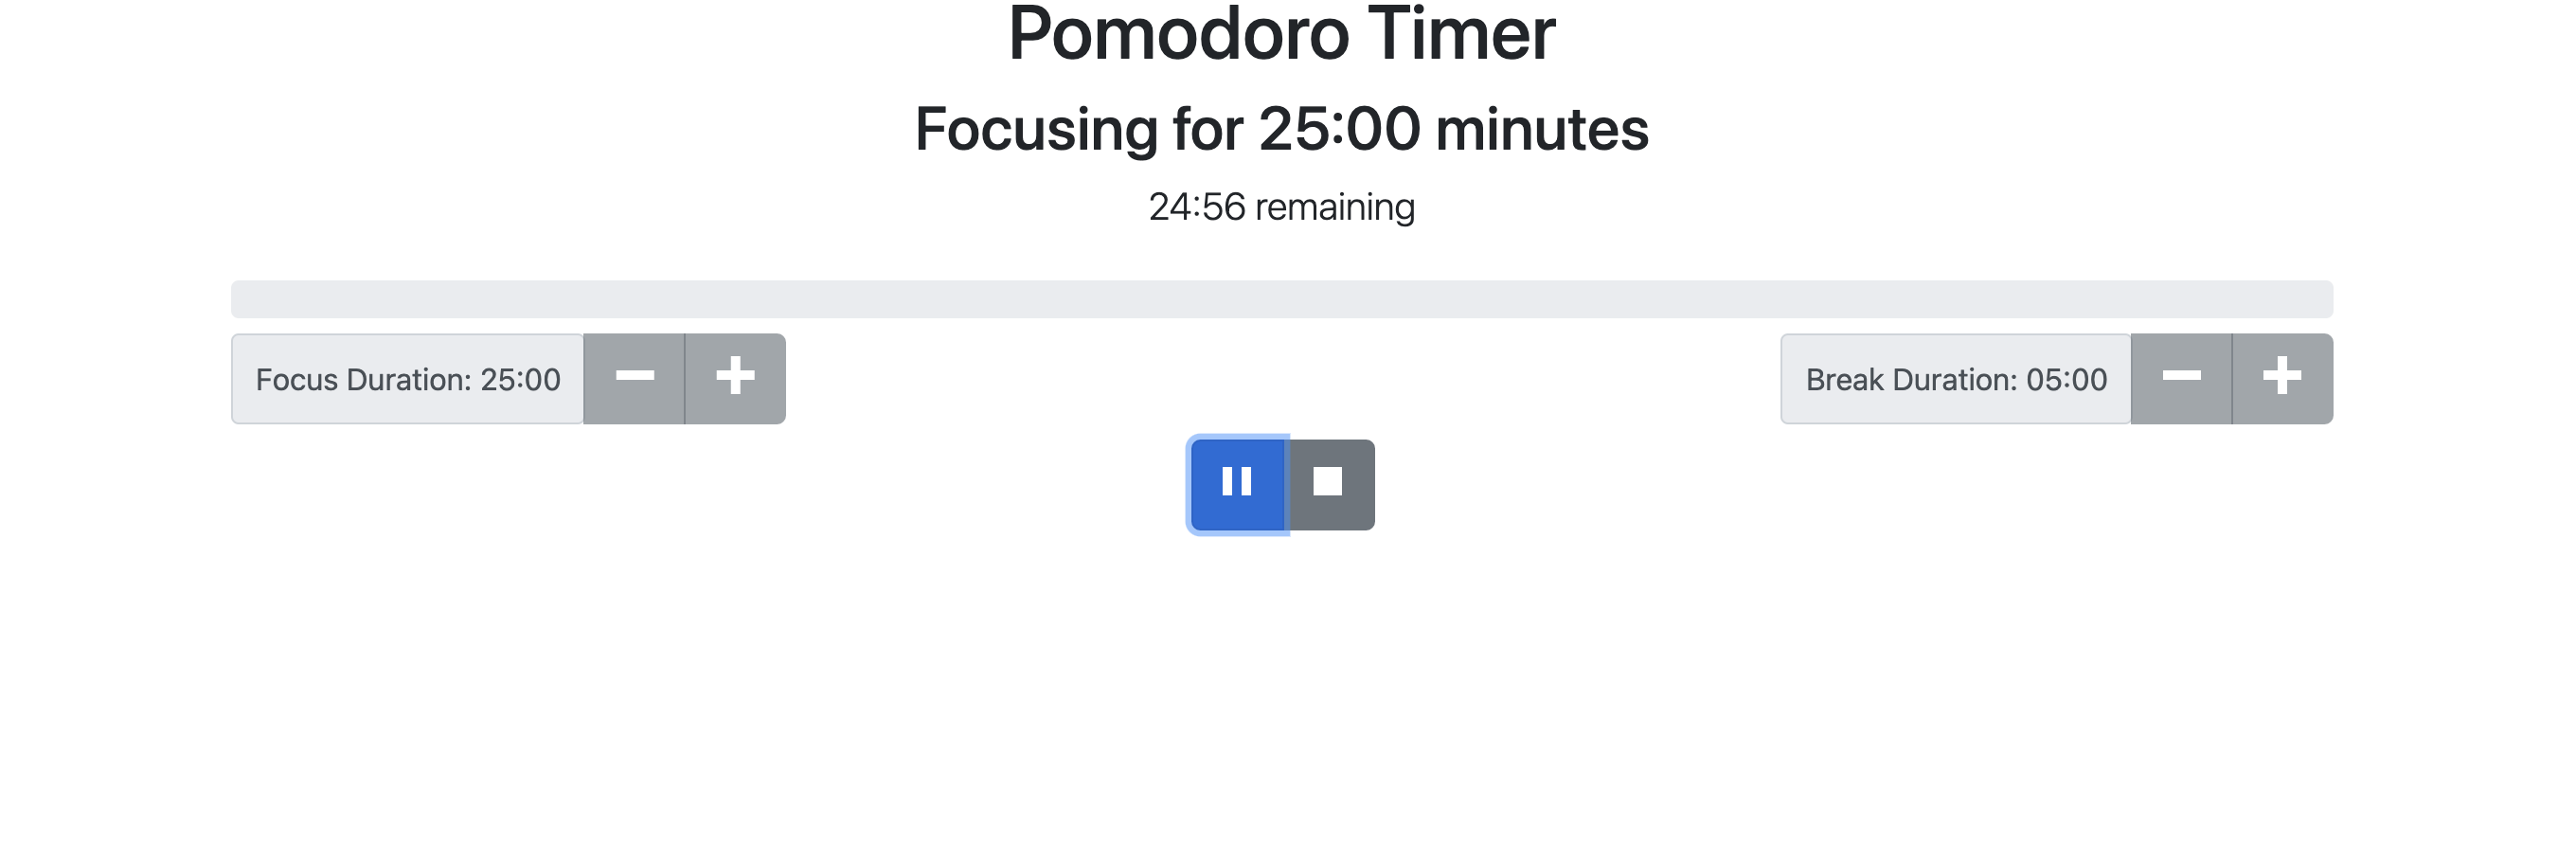 Pomodoro Timer
Focusing for 25:00 minutes
24:56 remaining
Focus Duration: 25:00
Break Duration: 05:00